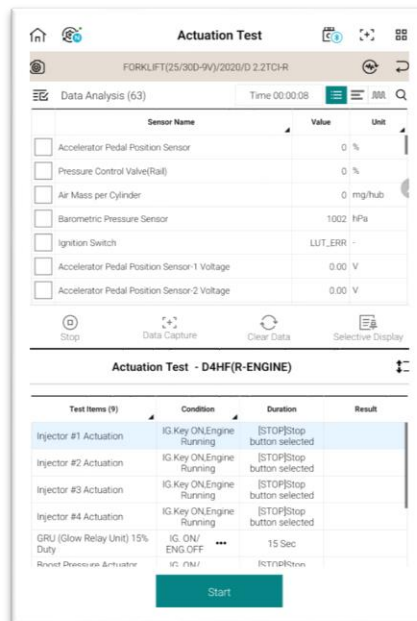 Actuation Test
FORKLIFT(25/30D-9V)/2020/D 2.2TCI-R
Data Analysis (63) Time 00:00:08
Sensor Name Value Unit
Accelerator Pedal Position Sensor 0 %
Pressure Control Valve(Rail) 0 %
Air Mass per Cylinder 0 mg/hub
Barometric Pressure Sensor 1002 hPa
Ignition Switch LUT_ERR -
Accelerator Pedal Position Sensor-1 Voltage 0.00 V
Accelerator Pedal Position Sensor-2 Voltage 0.00 V
Stop Data Capture Clear Data Selective Display
Actuation Test - D4HF(R-ENGINE)
Test Items (9) Condition Duration Result
Injector #1 Actuation IG.Key ON,Engine Running [STOP]Stop button selected
Injector #2 Actuation IG.Key ON,Engine Running [STOP]Stop button selected
Injector #3 Actuation IG.Key ON,Engine Running [STOP]Stop button selected
Injector #4 Actuation IG.Key ON,Engine Running [STOP]Stop button selected
GRU (Glow Relay Unit) 15% Duty IG. ON/ ENG.OFF ••• 15 Sec
Boost Pressure Actuator IG. ON/ [STOP]Stop
Start